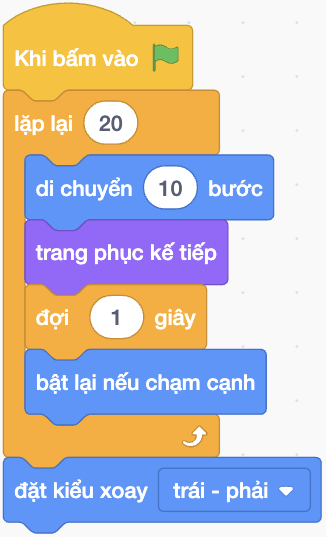 Khi bấm vào
lặp lại 20
di chuyển 10 bước
trang phục kế tiếp
đợi 1 giây
bật lại nếu chạm cạnh
đặt kiểu xoay trái - phải